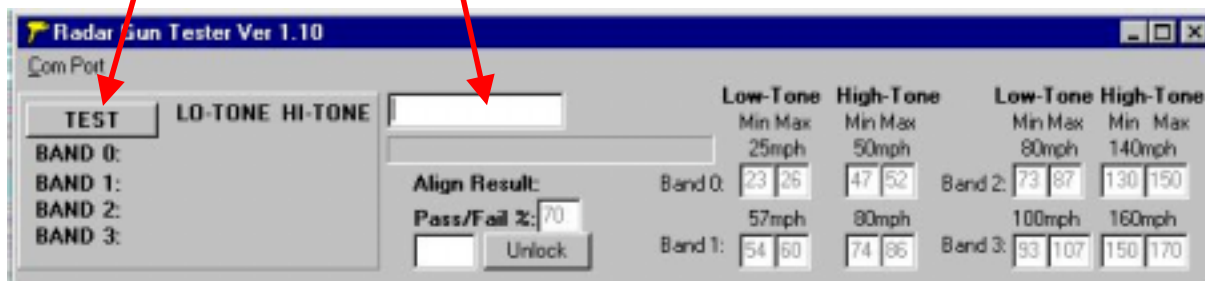 Radar Gun Tester Ver 1.10
Com Port
TEST LO-TONE HI-TONE
BAND 0:
BAND 1:
BAND 2:
BAND 3:
Align Result:
Pass/Fail %: 70
Unlock
Low-Tone High-Tone Low-Tone High-Tone
Min Max Min Max Min Max Min Max
25mph 50mph 80mph 140mph
Band 0: 23 26 47 52 Band 2: 73 87 130 150
57mph 80mph 100mph 160mph
Band 1: 54 60 74 86 Band 3: 93 107 150 170